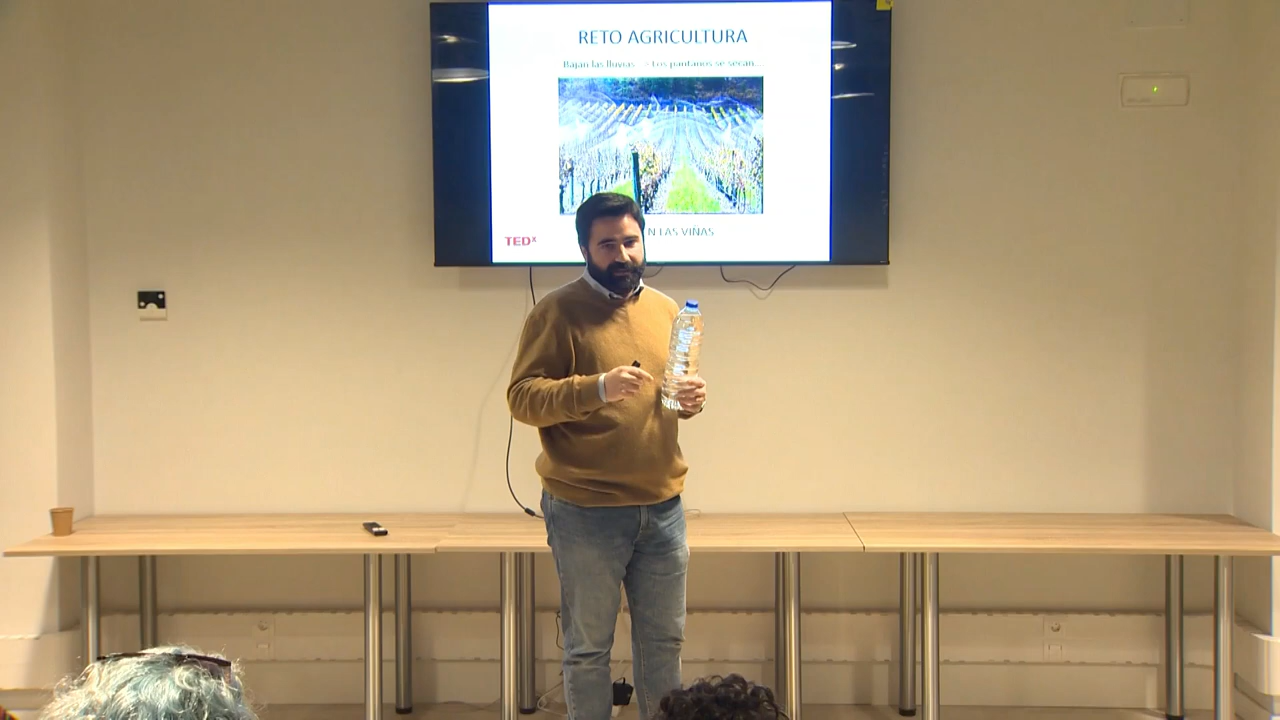 RETO AGRICULTURA
Bajan las lluvias... - Los pantanos se secan...
N LAS VIÑAS
TEDx